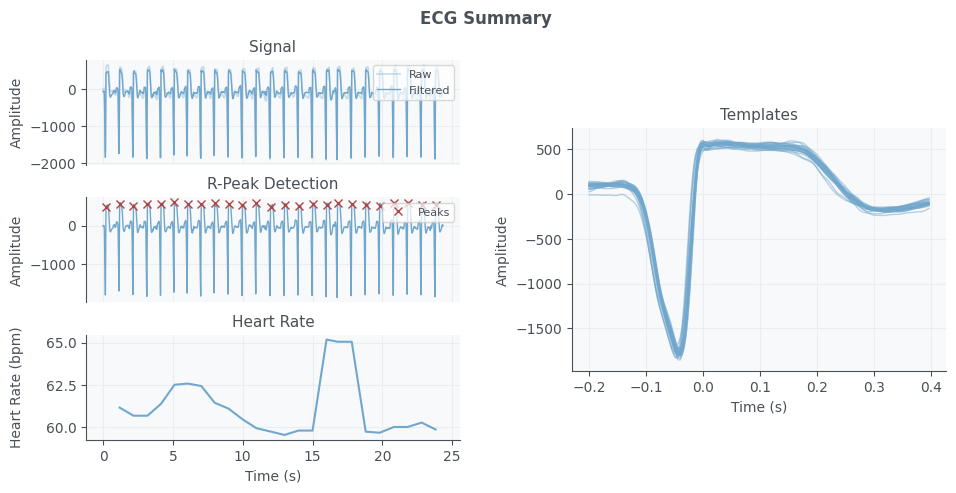 ECG Summary
Signal
Amplitude
0
−1000
−2000
Raw
Filtered
R-Peak Detection
Amplitude
0
−1000
Peaks
Heart Rate
Heart Rate (bpm)
65.0
62.5
60.0
0 5 10 15 20 25
Time (s)
Templates
Amplitude
500
0
−500
−1000
−1500
−0.2 −0.1 0.0 0.1 0.2 0.3 0.4
Time (s)